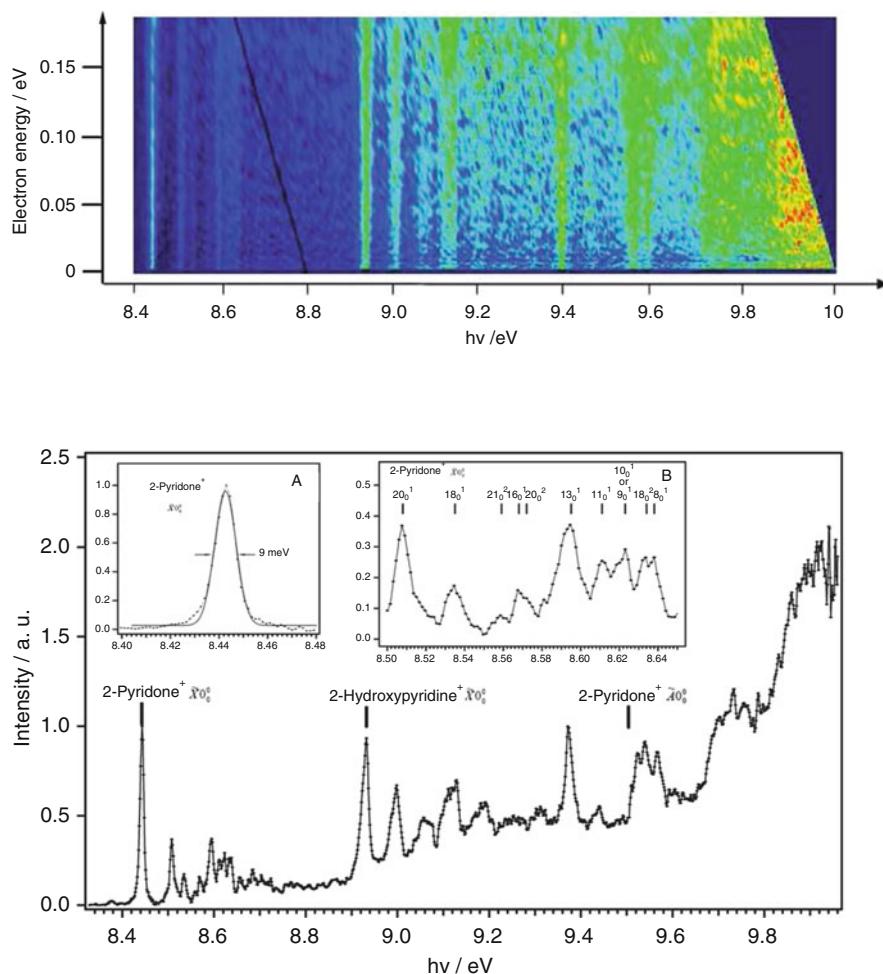 Electron energy / eV
0.15
0.10
0.05
0
8.4 8.6 8.8 9.0 9.2 9.4 9.6 9.8 10
hν /eV
2.5
2.0
1.5
1.0
0.5
0.0
Intensity / a. u.
A
2-Pyridone⁺
X̃0₀⁰
9 meV
1.0
0.8
0.6
0.4
0.2
0.0
8.40 8.42 8.44 8.46 8.48
2-Pyridone⁺ X̃0₀⁰
B
10₀¹
or
20₀¹ 18₀¹ 21₀² 16₀¹ 20₀² 13₀¹ 11₀¹ 9₀¹ 18₀² 8₀¹
0.5
0.4
0.3
0.2
0.1
0.0
8.50 8.52 8.54 8.56 8.58 8.60 8.62 8.64
2-Pyridone⁺ X̃0₀⁰
2-Hydroxypyridine⁺ X̃0₀⁰
2-Pyridone⁺ Ã0₀⁰
8.4 8.6 8.8 9.0 9.2 9.4 9.6 9.8
hν / eV